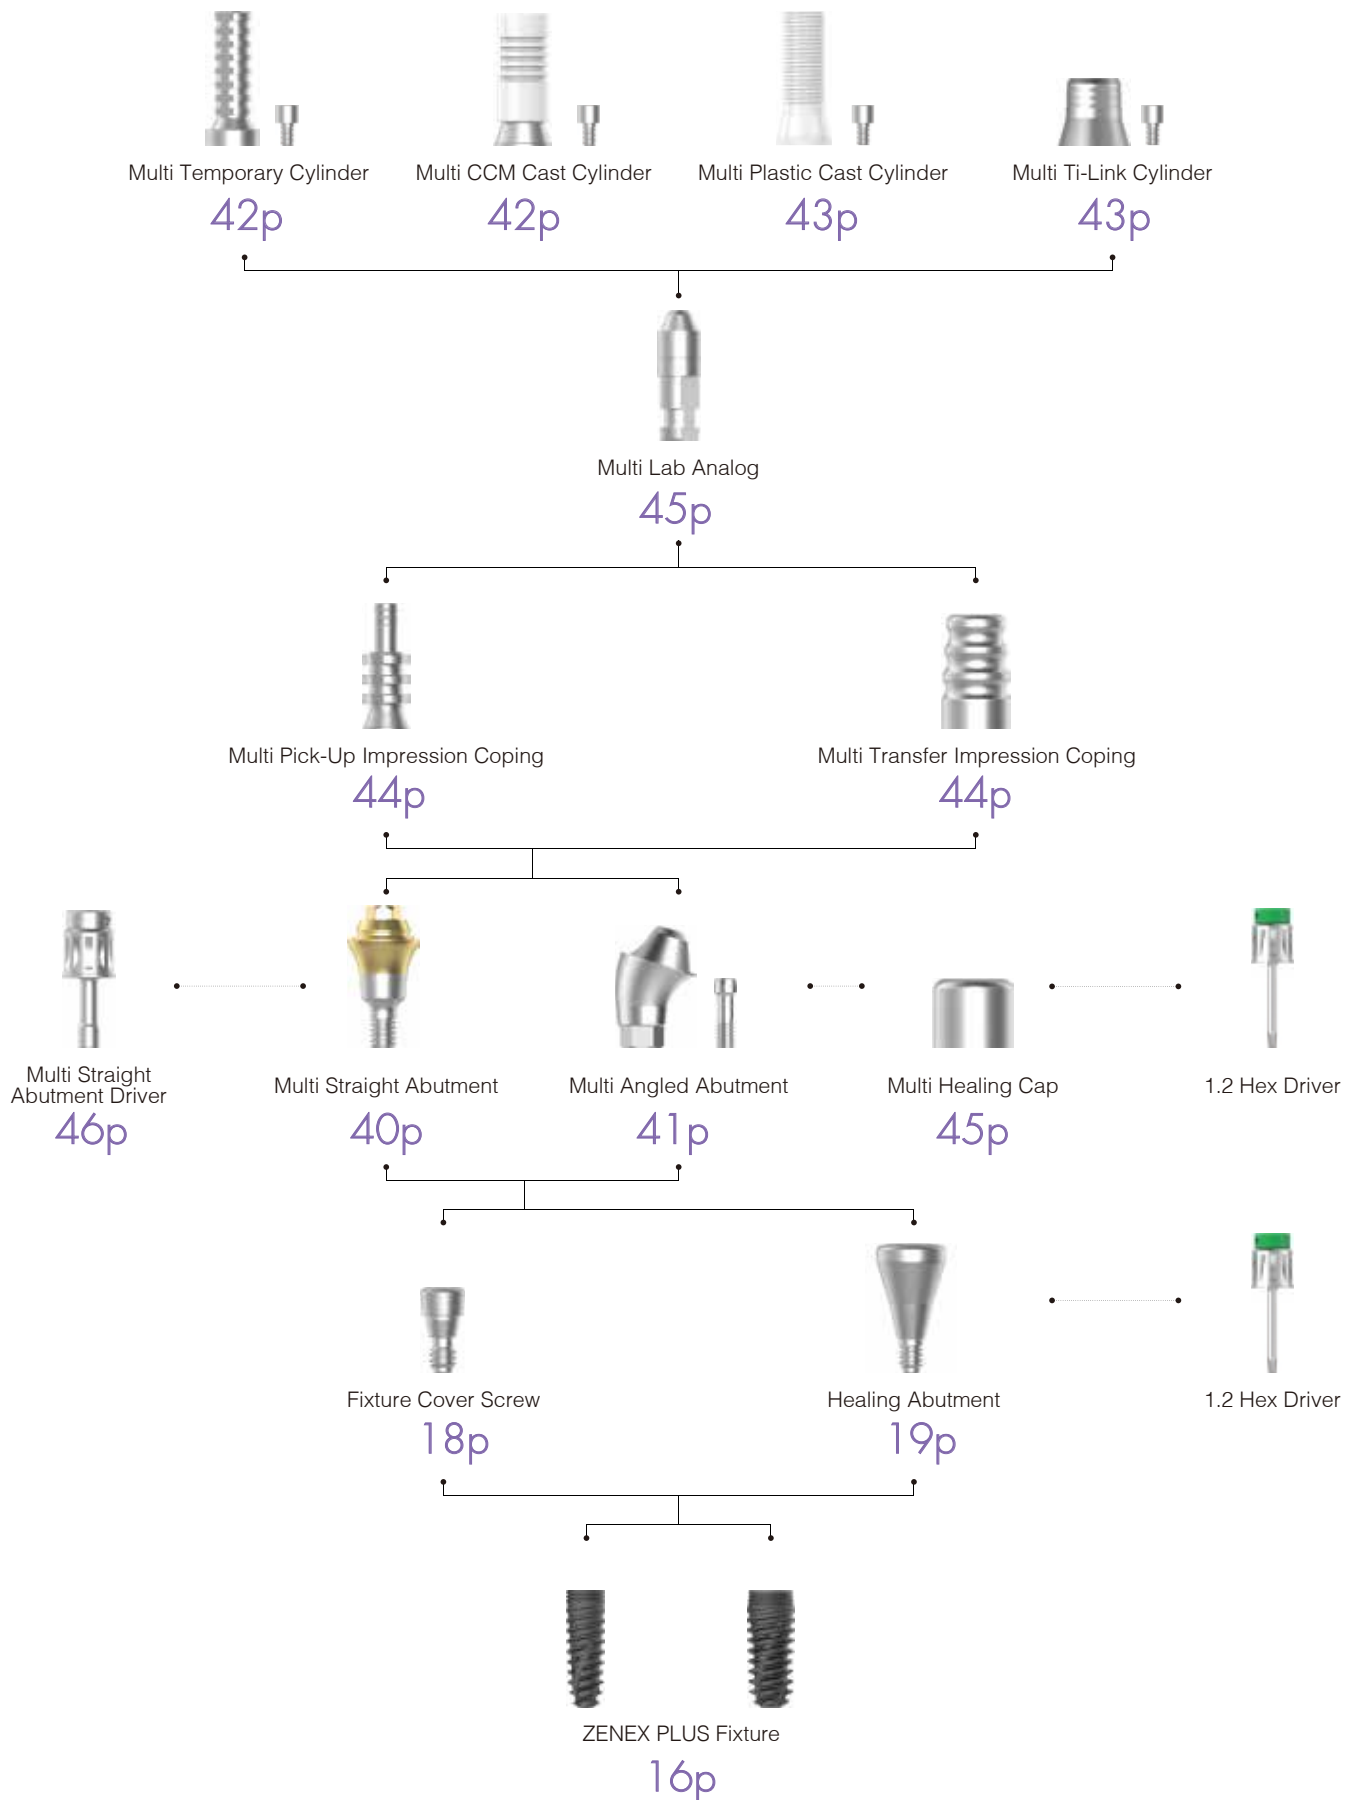 Multi Temporary Cylinder
42p
Multi CCM Cast Cylinder
42p
Multi Plastic Cast Cylinder
43p
Multi Ti-Link Cylinder
43p
Multi Lab Analog
45p
Multi Pick-Up Impression Coping
44p
Multi Transfer Impression Coping
44p
Multi Straight
Abutment Driver
46p
Multi Straight Abutment
40p
Multi Angled Abutment
41p
Multi Healing Cap
45p
1.2 Hex Driver
Fixture Cover Screw
18p
Healing Abutment
19p
1.2 Hex Driver
ZENEX PLUS Fixture
16p